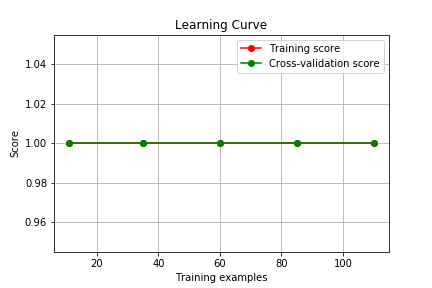 Learning Curve
Training score
Cross-validation score
1.04
1.02
1.00
0.98
0.96
Score
20 40 60 80 100
Training examples